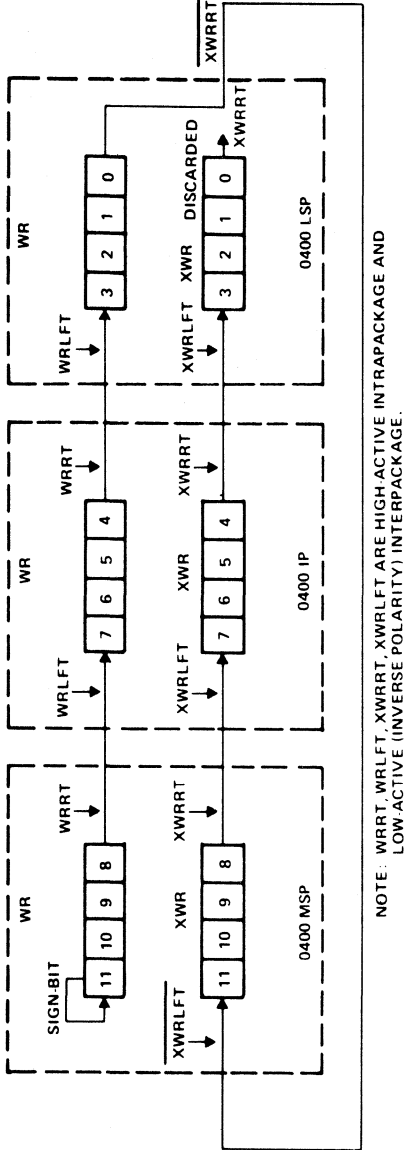 WR
WR
WR
SIGN-BIT
WRRT
WRLFT
WRRT
WRLFT
11 10 9 8
7 6 5 4
3 2 1 0
XWRRT
XWRLFT
XWRRT
XWRLFT
XWRRT
XWRLFT
DISCARDED
XWRRT
11 10 9 8
7 6 5 4
3 2 1 0
XWR
XWR
XWR
0400 MSP
0400 IP
0400 LSP
NOTE: WRRT, WRLFT, XWRRT, XWRLFT ARE HIGH-ACTIVE INTRAPACKAGE AND
LOW-ACTIVE (INVERSE POLARITY) INTERPACKAGE.